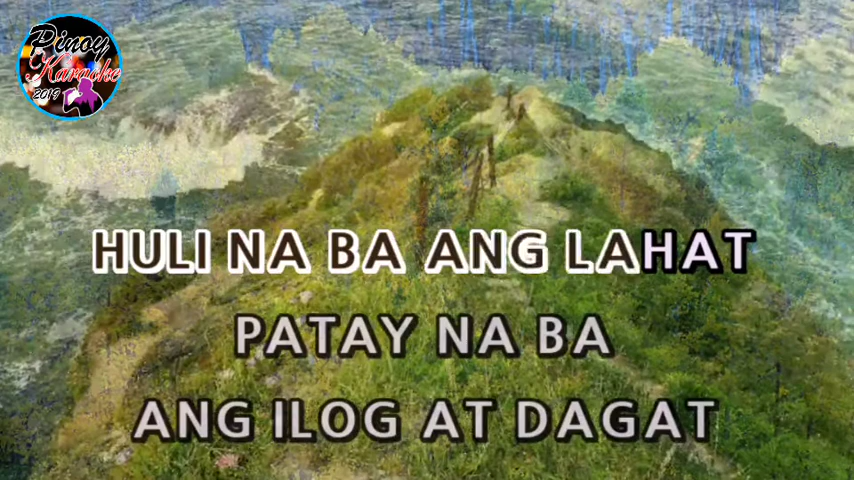 Pinoy
Karaoke
2019
HULI NA BA ANG LAHAT
PATAY NA BA
ANG ILOG AT DAGAT